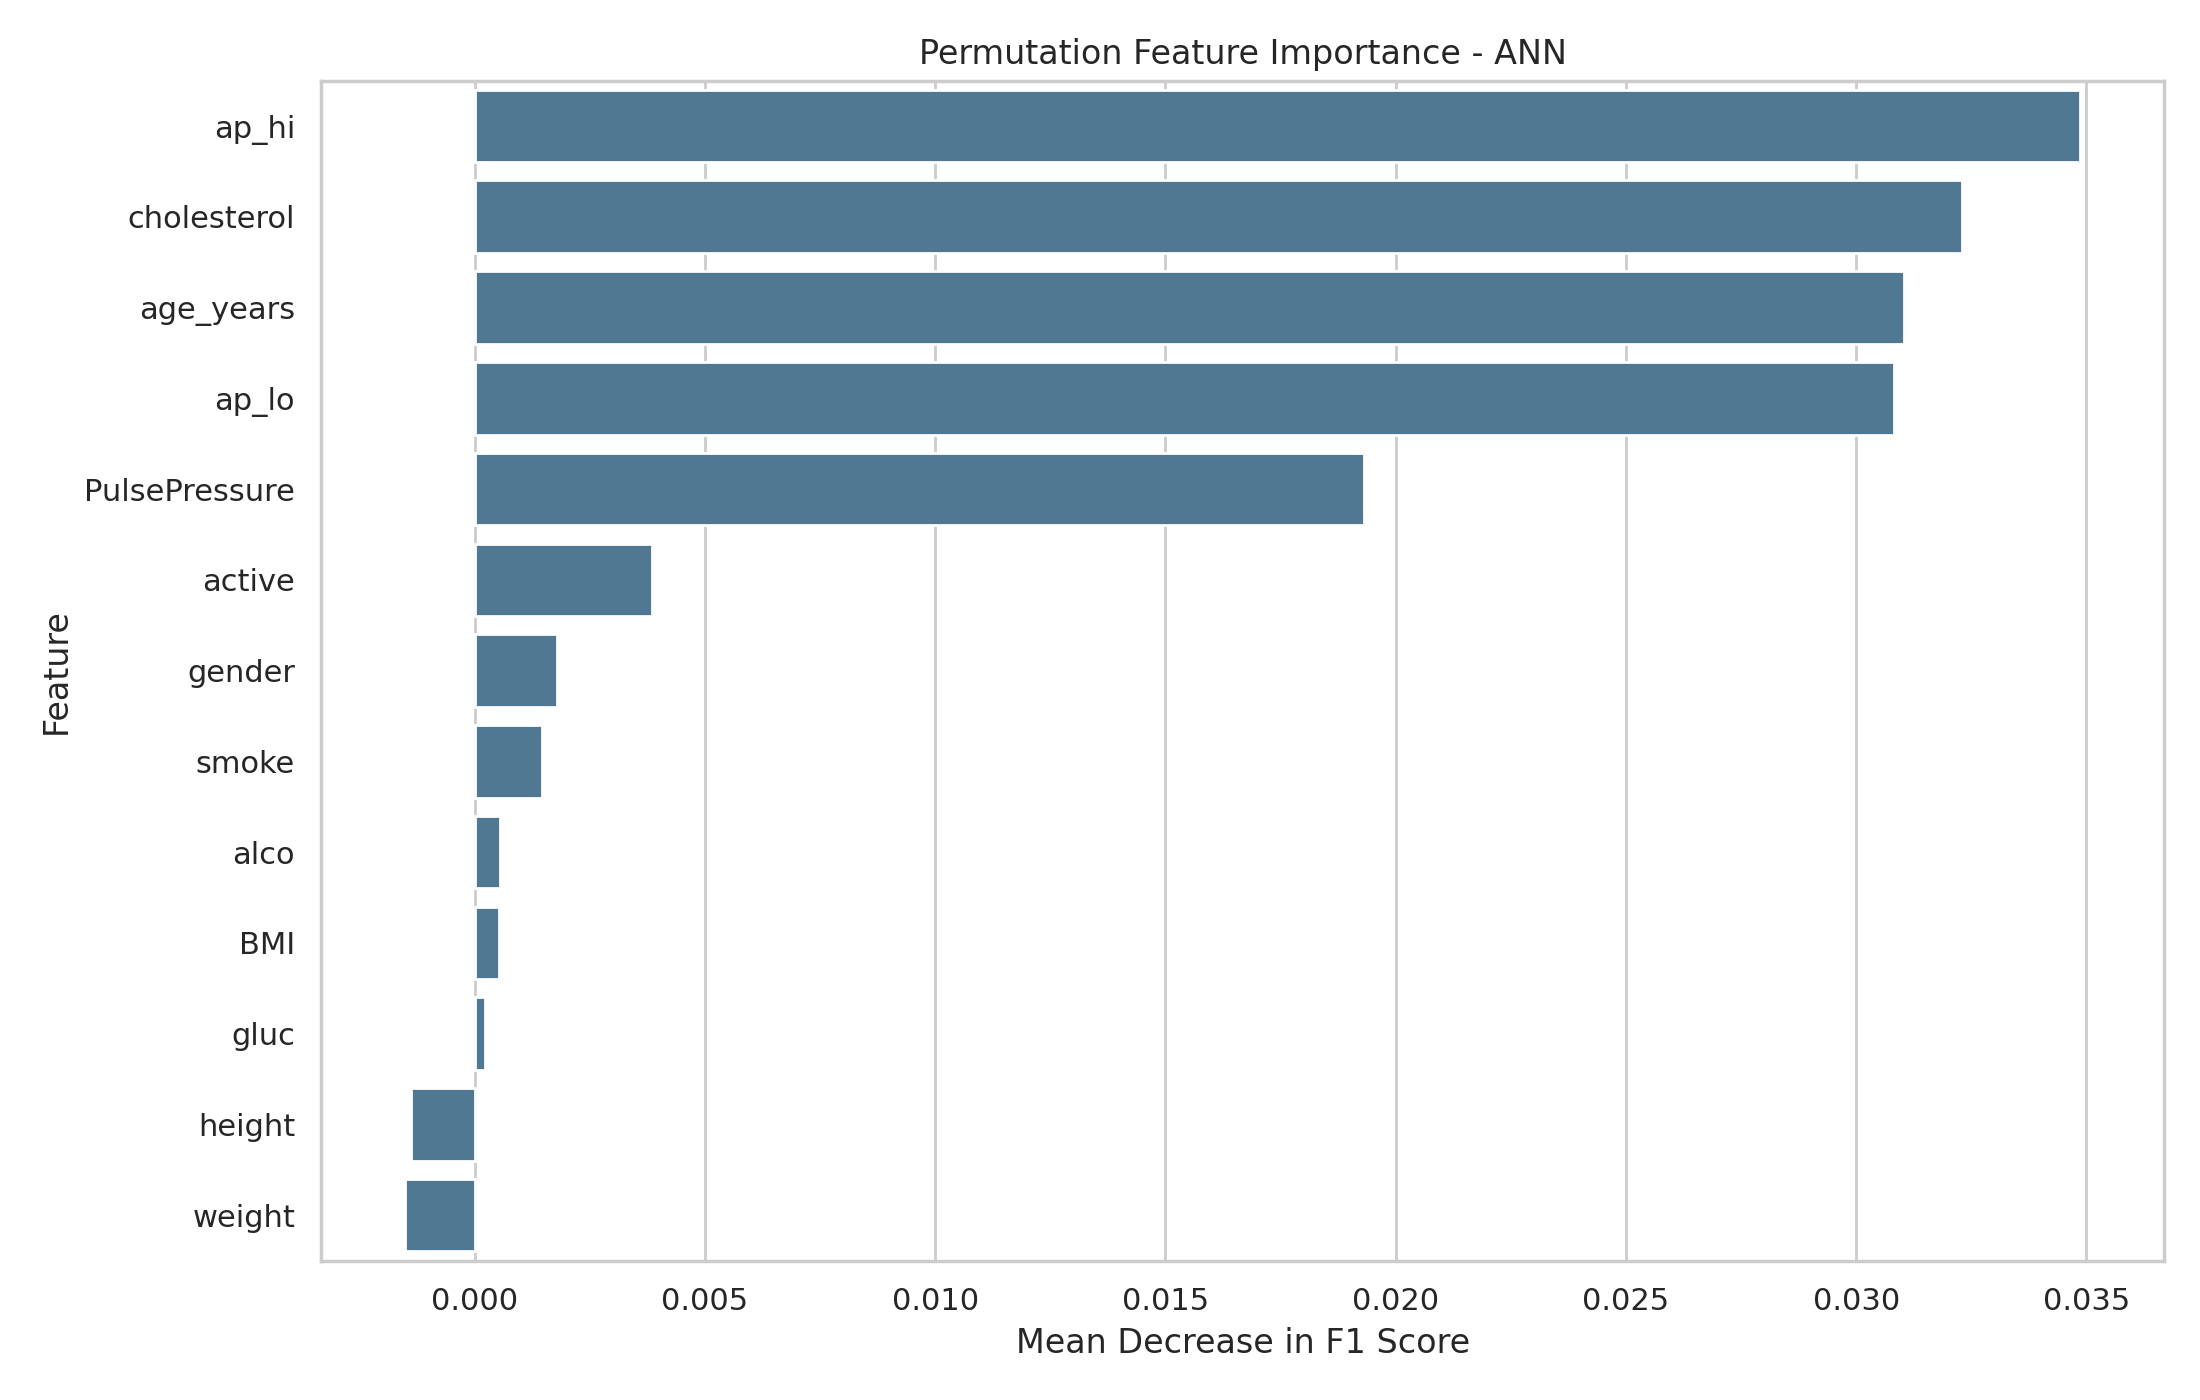 Permutation Feature Importance - ANN
ap_hi
cholesterol
age_years
ap_lo
PulsePressure
active
gender
smoke
alco
BMI
gluc
height
weight
Feature
0.000 0.005 0.010 0.015 0.020 0.025 0.030 0.035
Mean Decrease in F1 Score